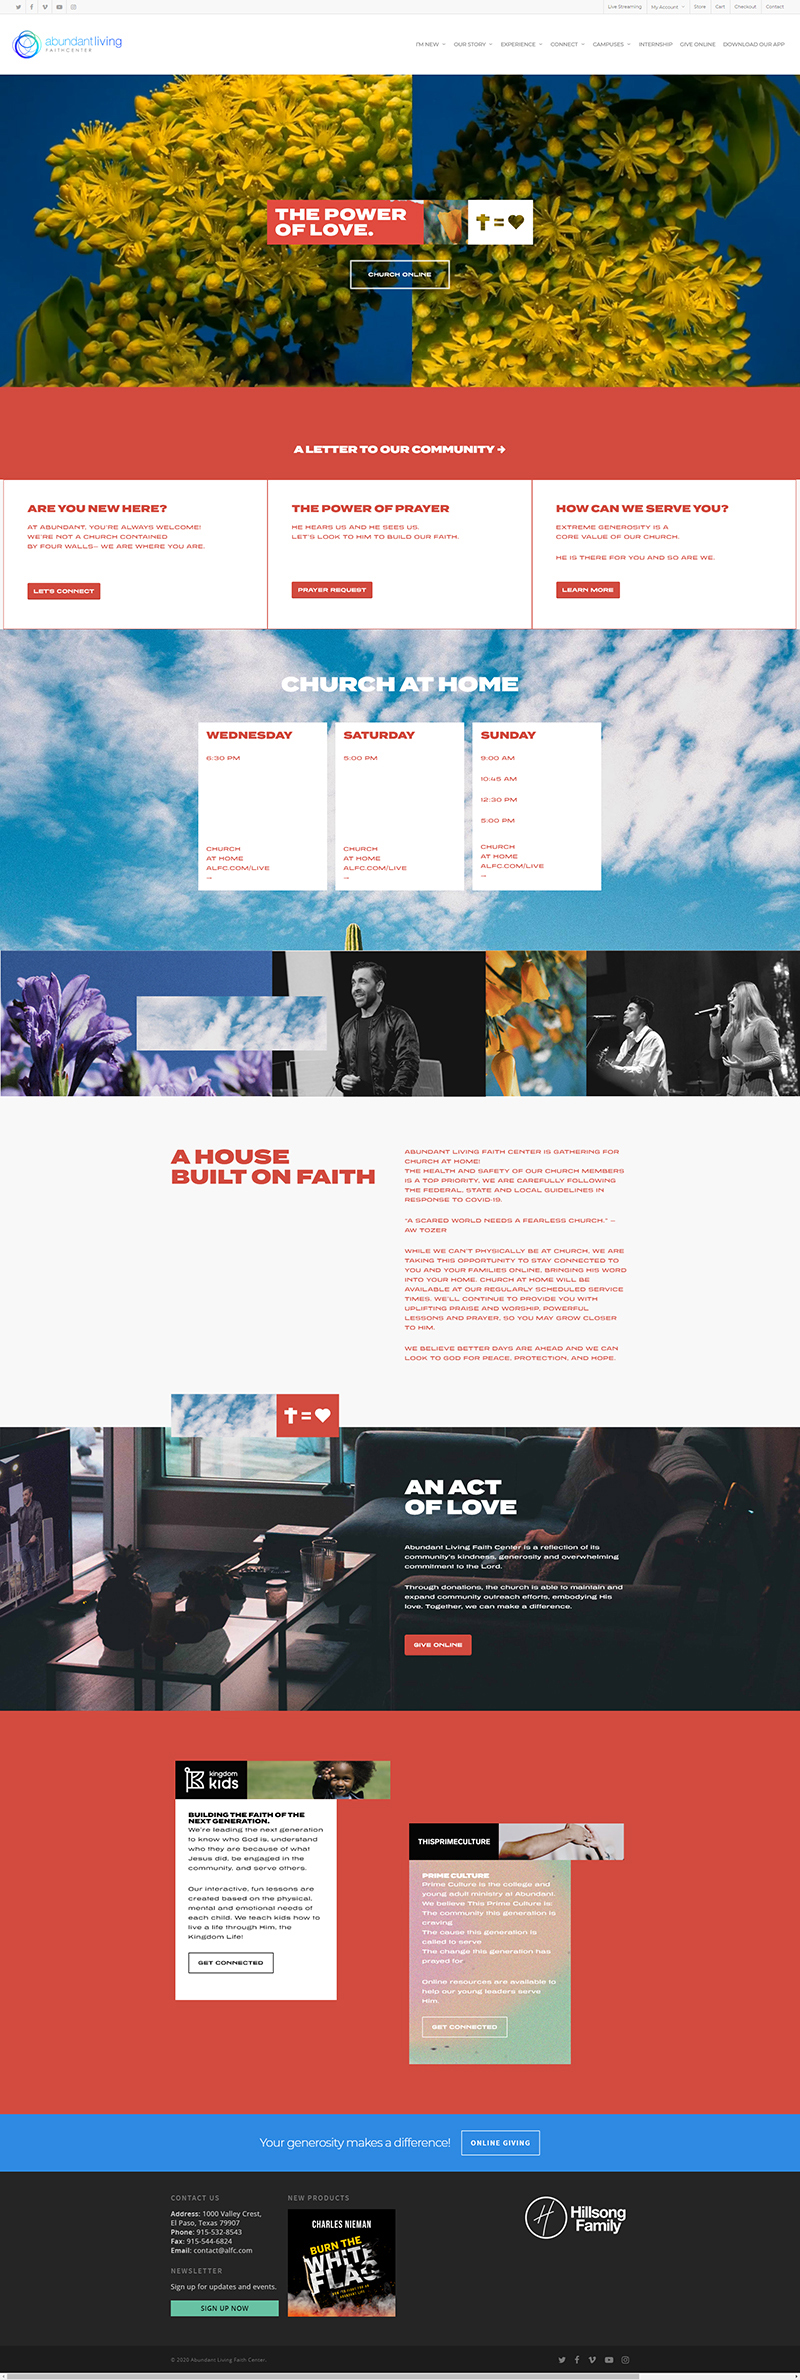 Live Streaming
My Account
Store
Cart
Checkout
Contact
abundantliving
FAITHCENTER
I'M NEW
OUR STORY
EXPERIENCE
CONNECT
CAMPUSES
INTERNSHIP
GIVE ONLINE
DOWNLOAD OUR APP
THE POWER
OF LOVE.
CHURCH ONLINE
A LETTER TO OUR COMMUNITY →
ARE YOU NEW HERE?
AT ABUNDANT, YOU'RE ALWAYS WELCOME!
WE'RE NOT A CHURCH CONTAINED
BY FOUR WALLS— WE ARE WHERE YOU ARE.
LET'S CONNECT
THE POWER OF PRAYER
HE HEARS US AND HE SEES US.
LET'S LOOK TO HIM TO BUILD OUR FAITH.
PRAYER REQUEST
HOW CAN WE SERVE YOU?
EXTREME GENEROSITY IS A
CORE VALUE OF OUR CHURCH.
HE IS THERE FOR YOU AND SO ARE WE.
LEARN MORE
CHURCH AT HOME
WEDNESDAY
6:30 PM
CHURCH
AT HOME
ALFC.COM/LIVE
→
SATURDAY
5:00 PM
CHURCH
AT HOME
ALFC.COM/LIVE
→
SUNDAY
9:00 AM
10:45 AM
12:30 PM
5:00 PM
CHURCH
AT HOME
ALFC.COM/LIVE
→
A HOUSE
BUILT ON FAITH
ABUNDANT LIVING FAITH CENTER IS GATHERING FOR
CHURCH AT HOME!
THE HEALTH AND SAFETY OF OUR CHURCH MEMBERS
IS A TOP PRIORITY, WE ARE CAREFULLY FOLLOWING
THE FEDERAL, STATE AND LOCAL GUIDELINES IN
RESPONSE TO COVID-19.
"A SCARED WORLD NEEDS A FEARLESS CHURCH." –
AW TOZER
WHILE WE CAN'T PHYSICALLY BE AT CHURCH, WE ARE
TAKING THIS OPPORTUNITY TO STAY CONNECTED TO
YOU AND YOUR FAMILIES ONLINE, BRINGING HIS WORD
INTO YOUR HOME. CHURCH AT HOME WILL BE
AVAILABLE AT OUR REGULARLY SCHEDULED SERVICE
TIMES. WE'LL CONTINUE TO PROVIDE YOU WITH
UPLIFTING PRAISE AND WORSHIP, POWERFUL
LESSONS AND PRAYER, SO YOU MAY GROW CLOSER
TO HIM.
WE BELIEVE BETTER DAYS ARE AHEAD AND WE CAN
LOOK TO GOD FOR PEACE, PROTECTION, AND HOPE.
AN ACT
OF LOVE
Abundant Living Faith Center is a reflection of its
community's kindness, generosity and overwhelming
commitment to the Lord.
Through donations, the church is able to maintain and
expand community outreach efforts, embodying His
love. Together, we can make a difference.
GIVE ONLINE
kingdom
kids
BUILDING THE FAITH OF THE
NEXT GENERATION.
We're leading the next generation
to know who God is, understand
who they are because of what
Jesus did, be engaged in the
community, and serve others.
Our interactive, fun lessons are
created based on the physical,
mental and emotional needs of
each child. We teach kids how to
live a life through Him, the
Kingdom Life!
GET CONNECTED
THISPRIMECULTURE
PRIME CULTURE
Prime Culture is the college and
young adult ministry at Abundant.
We believe This Prime Culture is:
The community this generation is
craving
The cause this generation is
called to serve
The change this generation has
prayed for
Online resources are available to
help our young leaders serve
Him.
GET CONNECTED
Your generosity makes a difference!
ONLINE GIVING
CONTACT US
Address: 1000 Valley Crest,
El Paso, Texas 79907
Phone: 915-532-8543
Fax: 915-544-6824
Email: contact@alfc.com
NEWSLETTER
Sign up for updates and events.
SIGN UP NOW
NEW PRODUCTS
CHARLES NIEMAN
BURN THE
WHITE
FLAG
Hillsong
Family
© 2020 Abundant Living Faith Center.